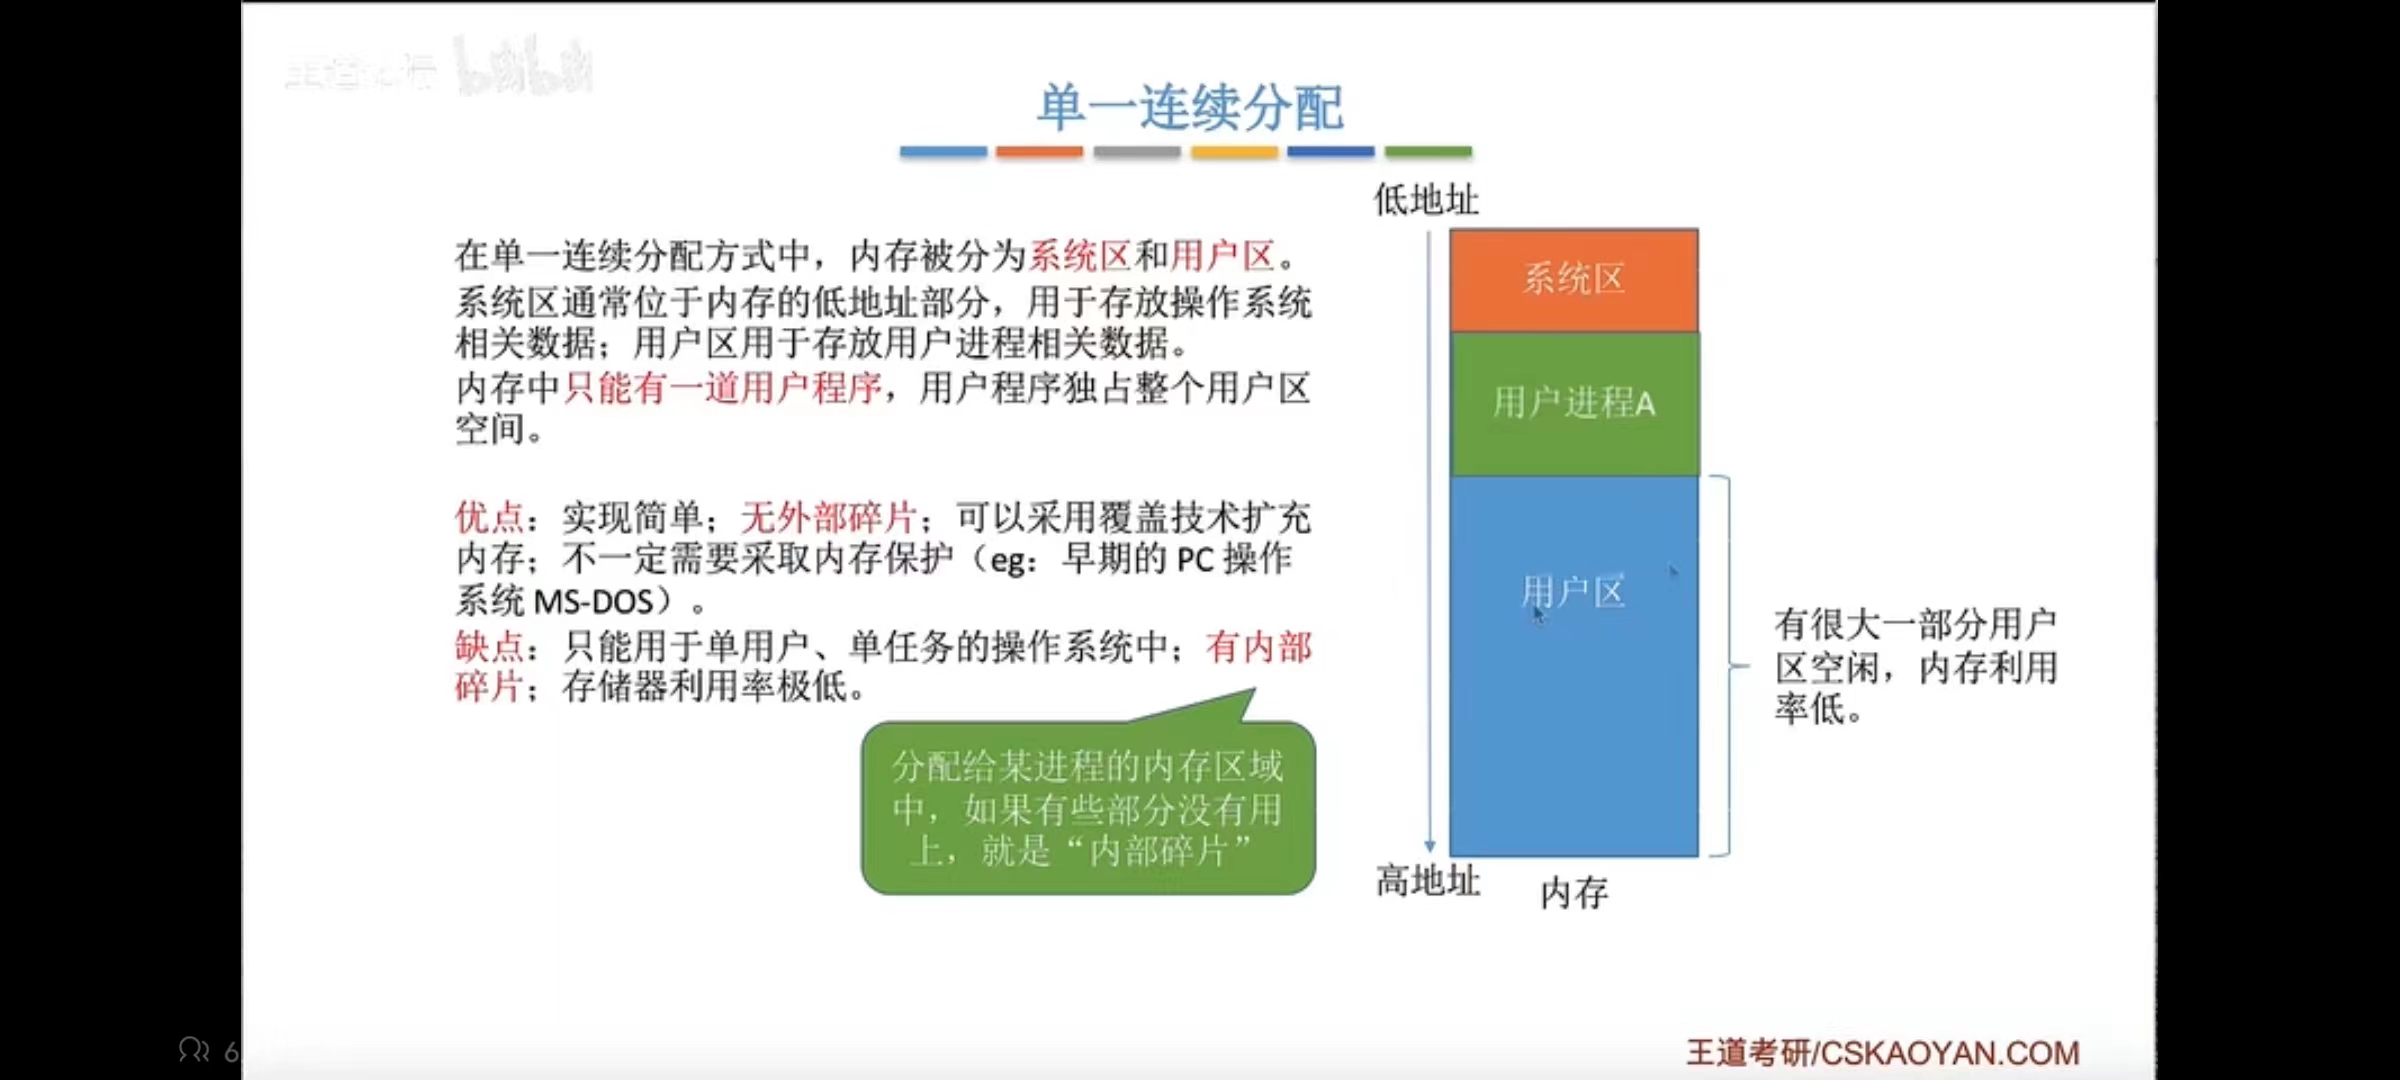 单一连续分配
低地址
在单一连续分配方式中，内存被分为系统区和用户区。
系统区通常位于内存的低地址部分，用于存放操作系统
相关数据；用户区用于存放用户进程相关数据。
内存中只能有一道用户程序，用户程序独占整个用户区
空间。
优点：实现简单；无外部碎片；可以采用覆盖技术扩充
内存；不一定需要采取内存保护（eg：早期的 PC 操作
系统 MS-DOS）。
缺点：只能用于单用户、单任务的操作系统中；有内部
碎片；存储器利用率极低。
分配给某进程的内存区域
中，如果有些部分没有用
上，就是“内部碎片”
系统区
用户进程A
用户区
有很大一部分用户
区空闲，内存利用
率低。
高地址
内存
6
王道考研/CSKAOYAN.COM